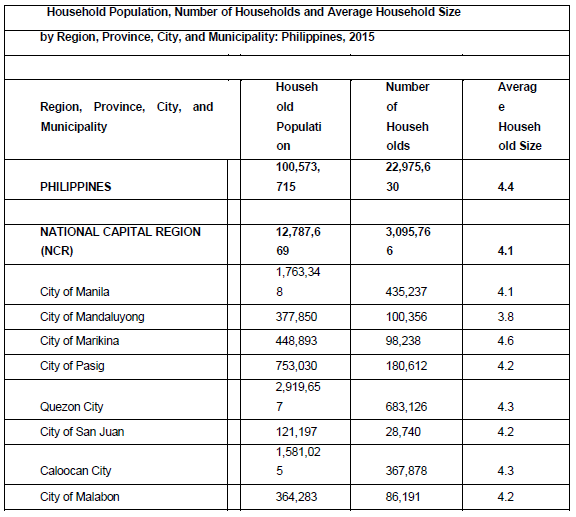 Household Population, Number of Households and Average Household Size
by Region, Province, City, and Municipality: Philippines, 2015
Region, Province, City, and
Municipality
Househ
old
Populati
on
Number
of
Househ
olds
Averag
e
Househ
old Size
PHILIPPINES
100,573,
715
22,975,6
30
4.4
NATIONAL CAPITAL REGION
(NCR)
12,787,6
69
3,095,76
6
4.1
City of Manila
1,763,34
8
435,237
4.1
City of Mandaluyong
377,850
100,356
3.8
City of Marikina
448,893
98,238
4.6
City of Pasig
753,030
180,612
4.2
Quezon City
2,919,65
7
683,126
4.3
City of San Juan
121,197
28,740
4.2
Caloocan City
1,581,02
5
367,878
4.3
City of Malabon
364,283
86,191
4.2